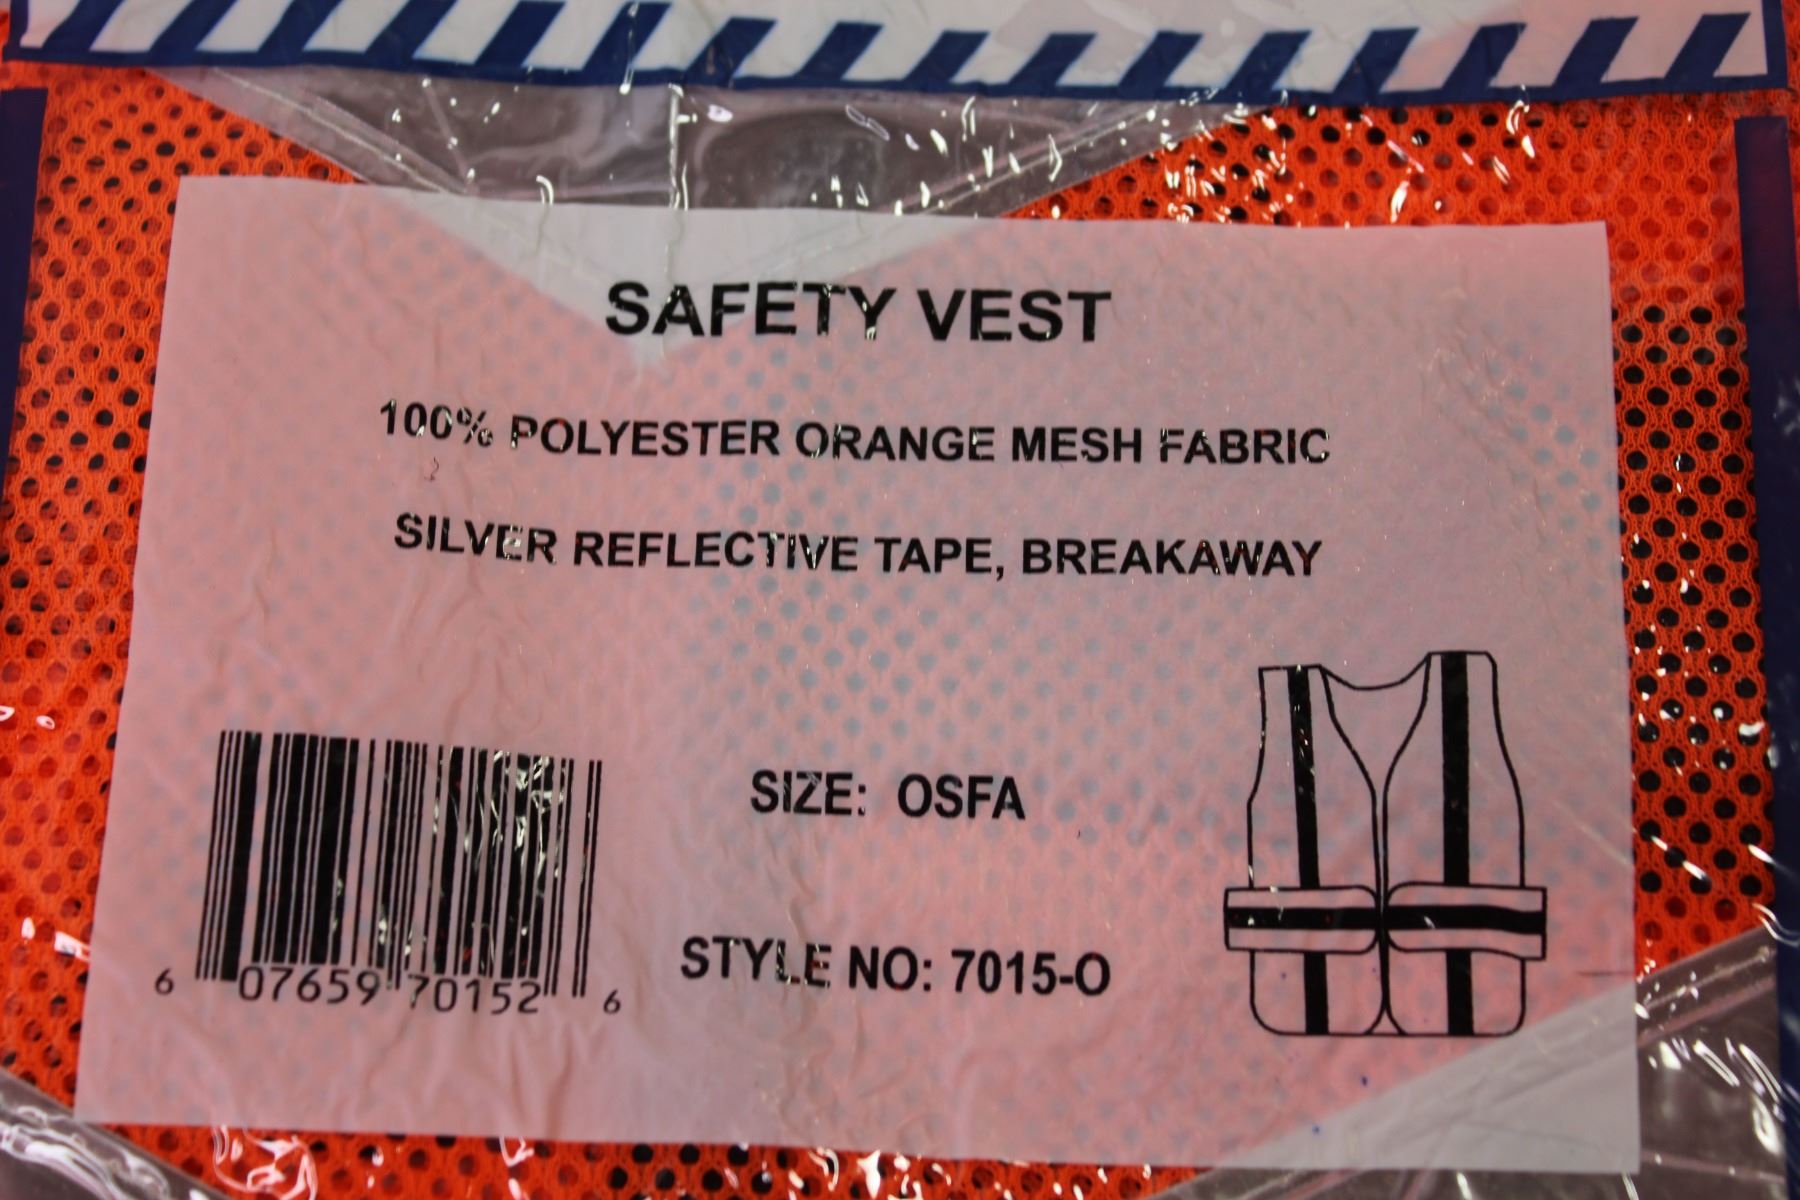 SAFETY VEST
100% POLYESTER ORANGE MESH FABRIC
SILVER REFLECTIVE TAPE, BREAKAWAY
SIZE: OSFA
STYLE NO: 7015-O
6 07659 70152 6